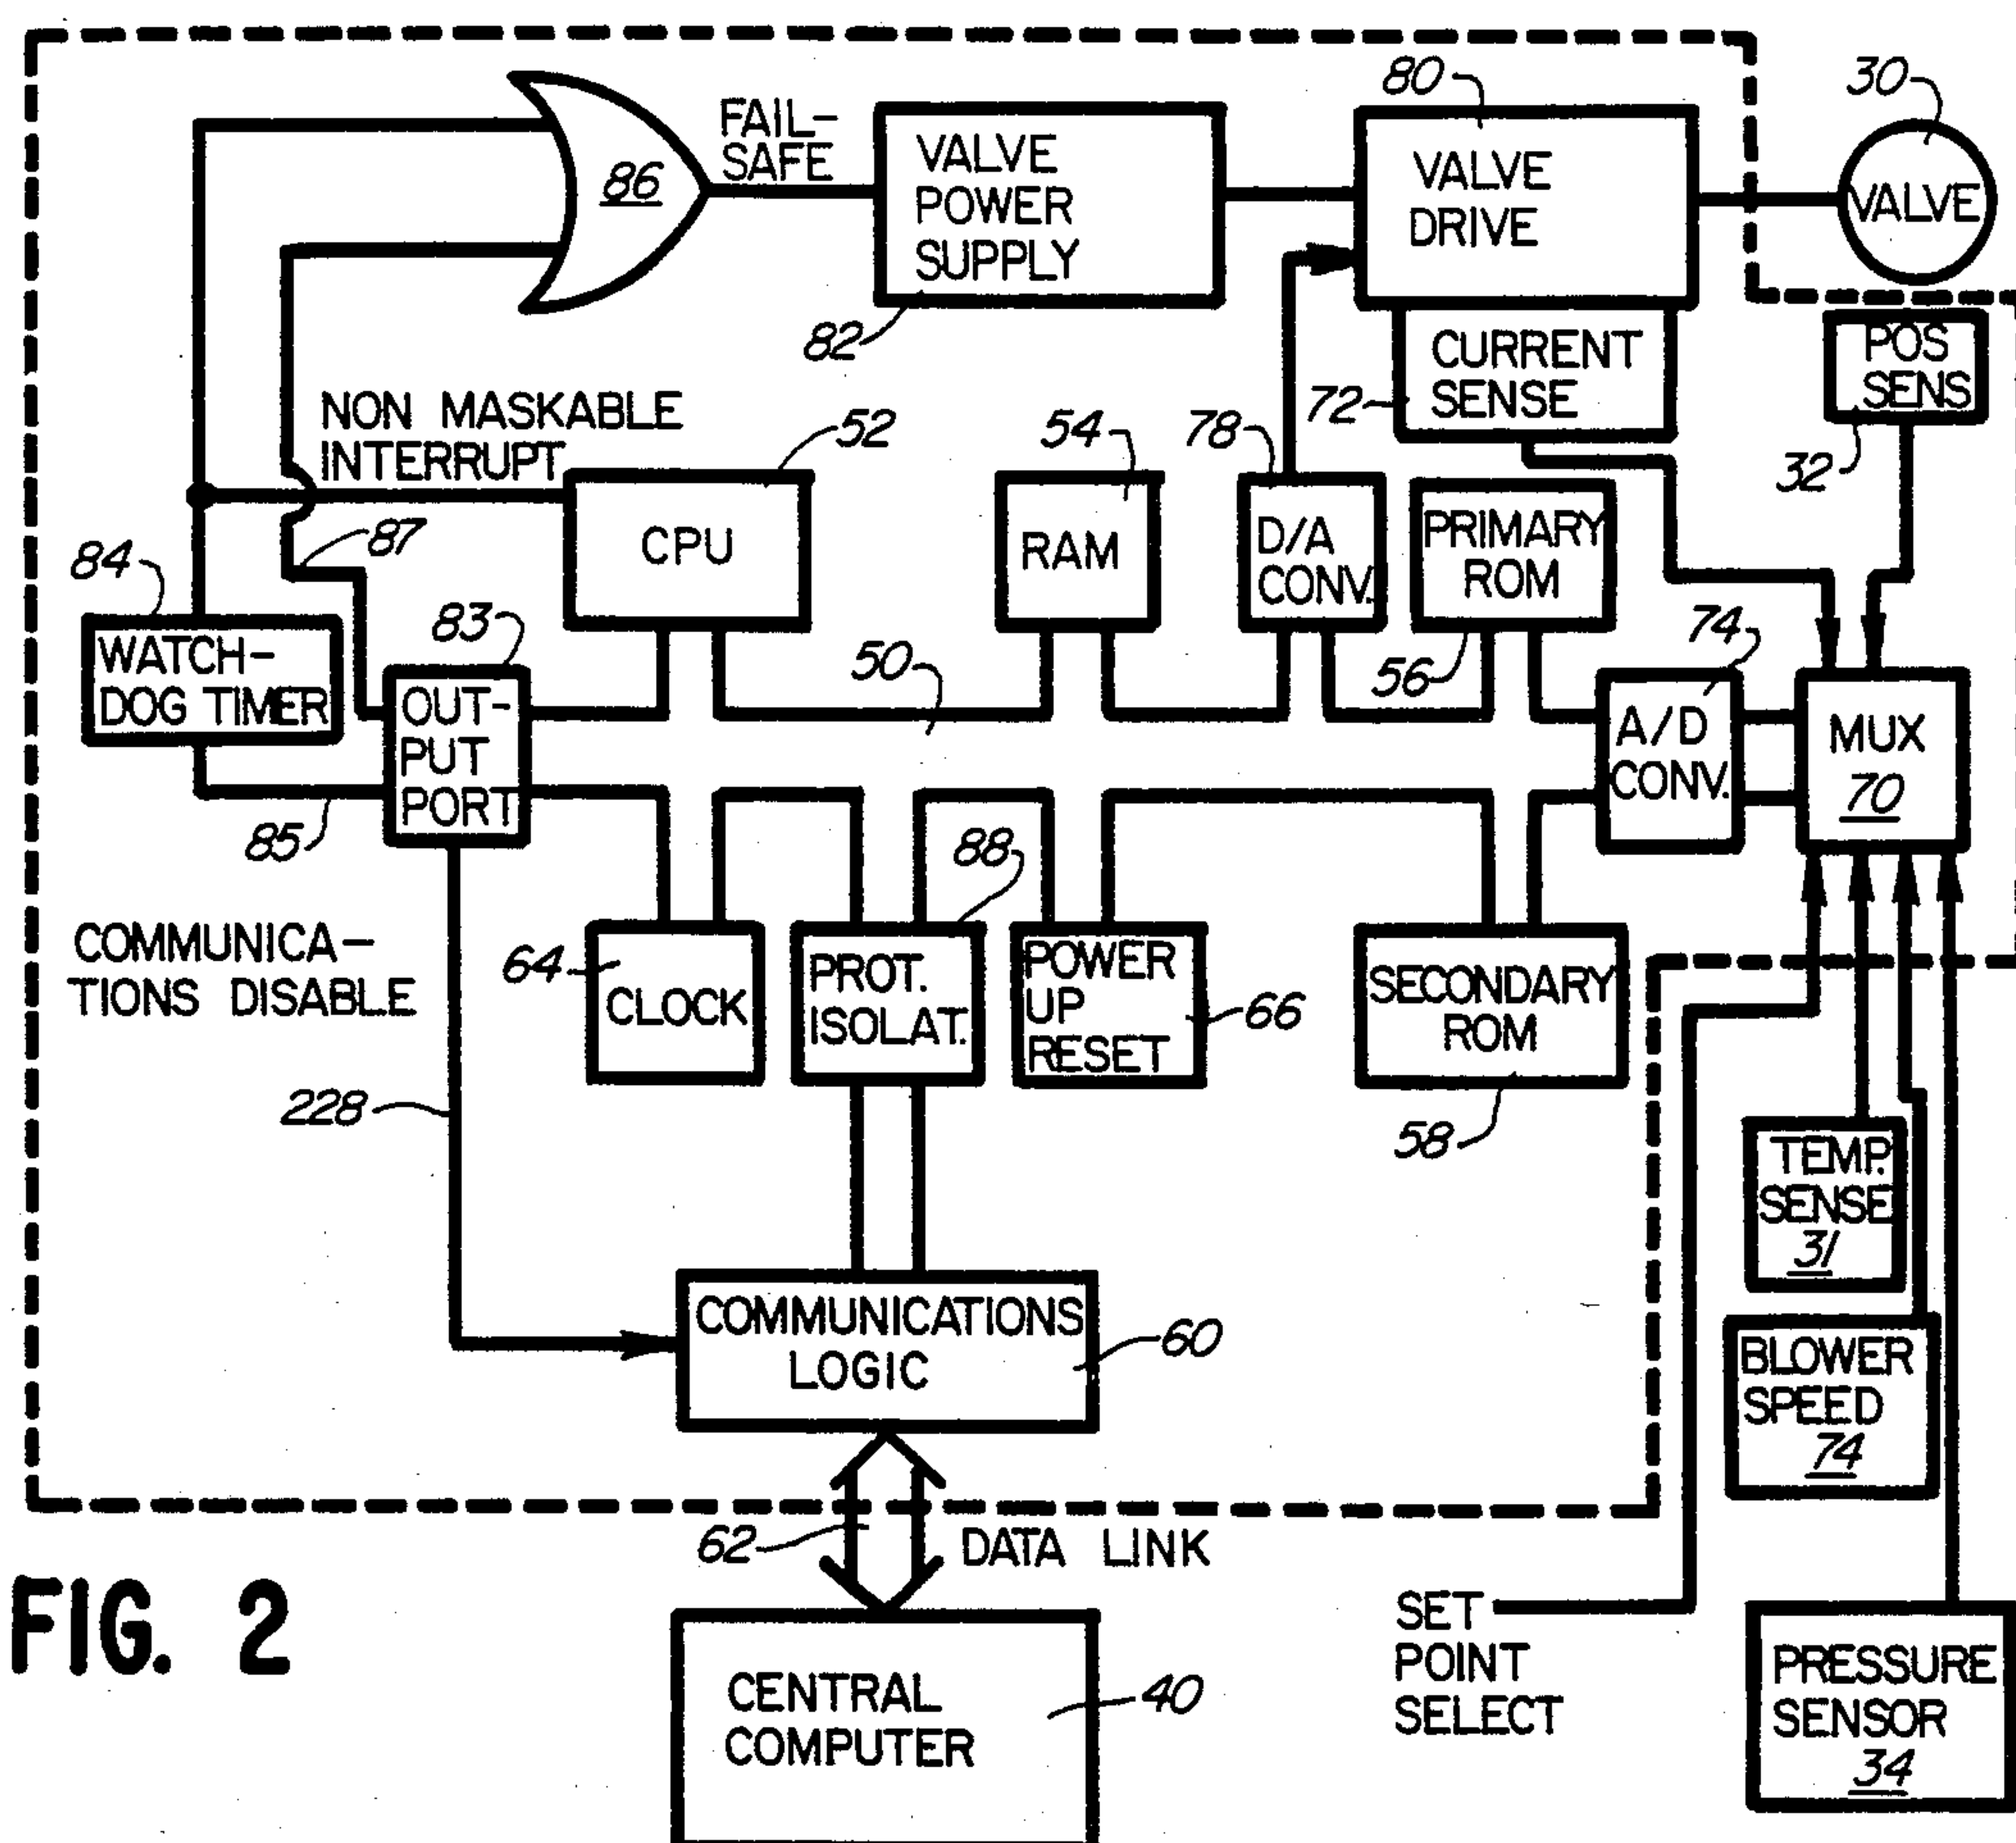 80
30
FAIL-
SAFE
86
VALVE
POWER
SUPPLY
82
VALVE
DRIVE
VALVE
CURRENT
SENSE
72
POS
SENS
32
NON MASKABLE
INTERRUPT
52
54
78
CPU
RAM
D/A
CONV.
PRIMARY
ROM
56
87
84
WATCH-
DOG TIMER
83
OUT-
PUT
PORT
85
50
74
A/D
CONV.
MUX
70
88
COMMUNICA-
TIONS DISABLE
64
CLOCK
PROT.
ISOLAT.
POWER
UP
RESET
66
SECONDARY
ROM
58
228
TEMP.
SENSE
31
COMMUNICATIONS
LOGIC
60
BLOWER
SPEED
74
62
DATA LINK
FIG. 2
CENTRAL
COMPUTER
40
SET
POINT
SELECT
PRESSURE
SENSOR
34